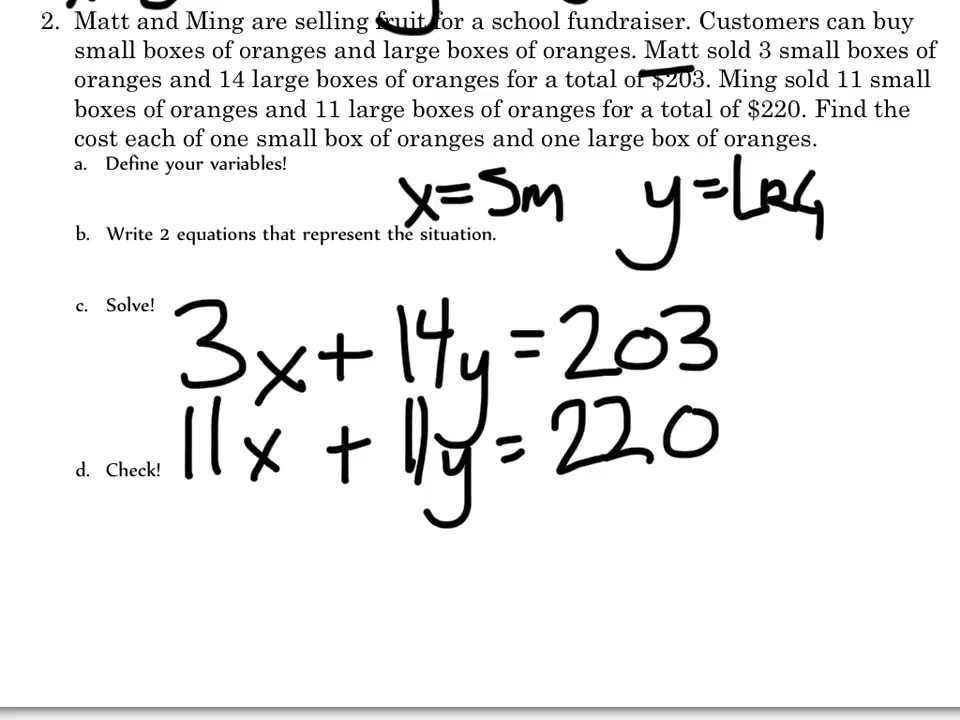 2. Matt and Ming are selling fruit for a school fundraiser. Customers can buy
small boxes of oranges and large boxes of oranges. Matt sold 3 small boxes of
oranges and 14 large boxes of oranges for a total of $203. Ming sold 11 small
boxes of oranges and 11 large boxes of oranges for a total of $220. Find the
cost each of one small box of oranges and one large box of oranges.
a. Define your variables!
x=Sm y=LRG
b. Write 2 equations that represent the situation.
c. Solve!
3x+14y=203
11x+11y=220
d. Check!